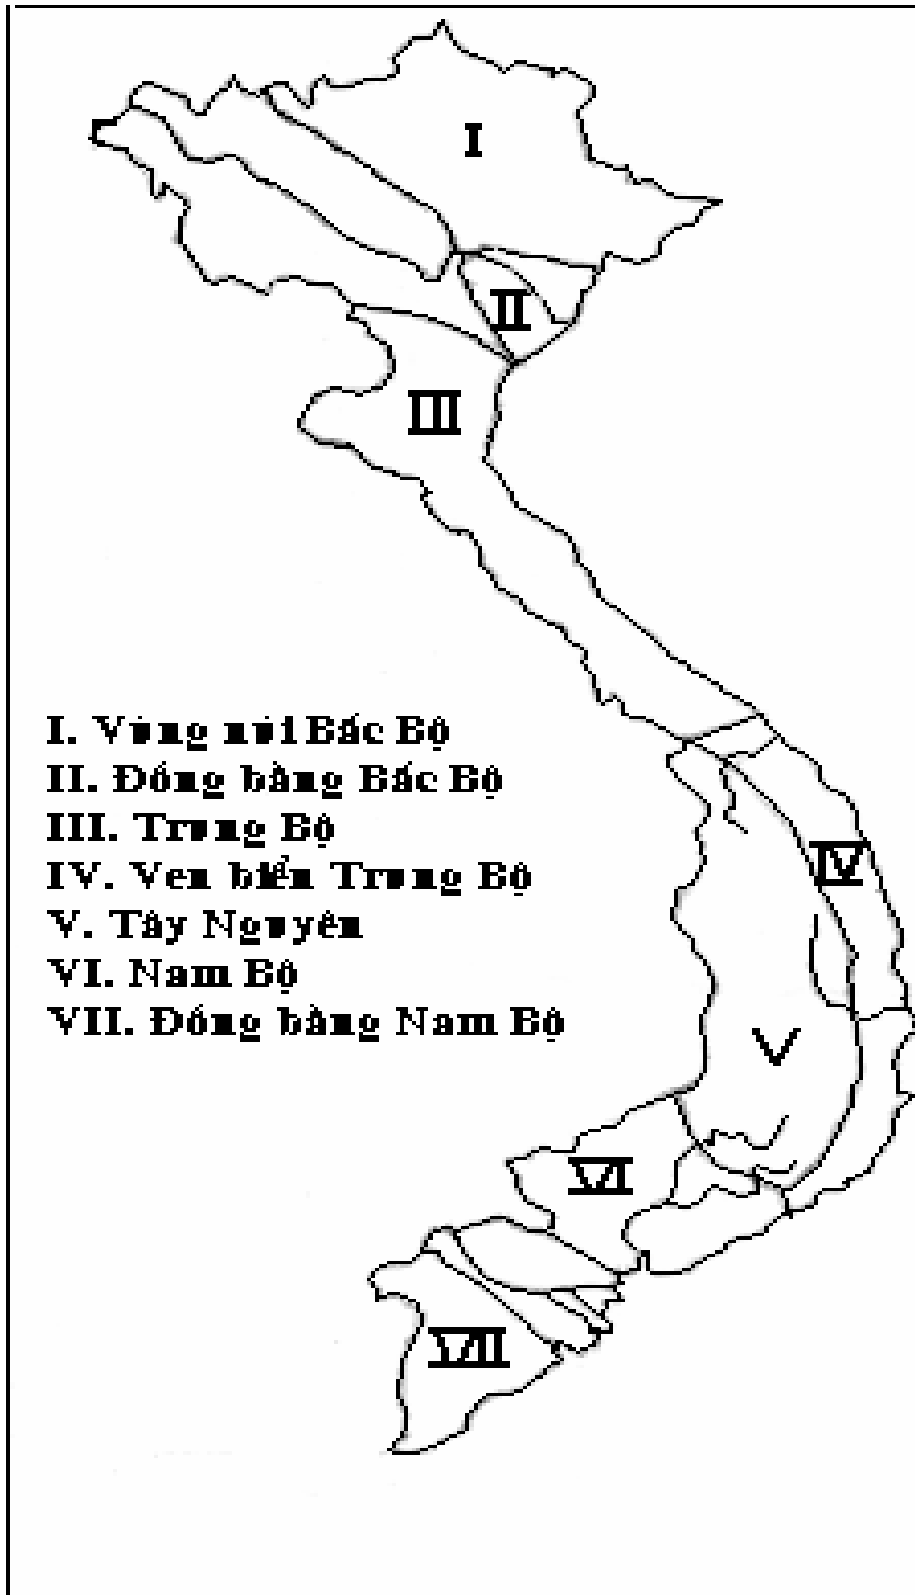 I
II
III
I. Vùng núi Bắc Bộ
II. Đồng bằng Bắc Bộ
III. Trung Bộ
IV. Ven biển Trung Bộ
V. Tây Nguyên
VI. Nam Bộ
VII. Đồng bằng Nam Bộ
IV
V
VI
VII